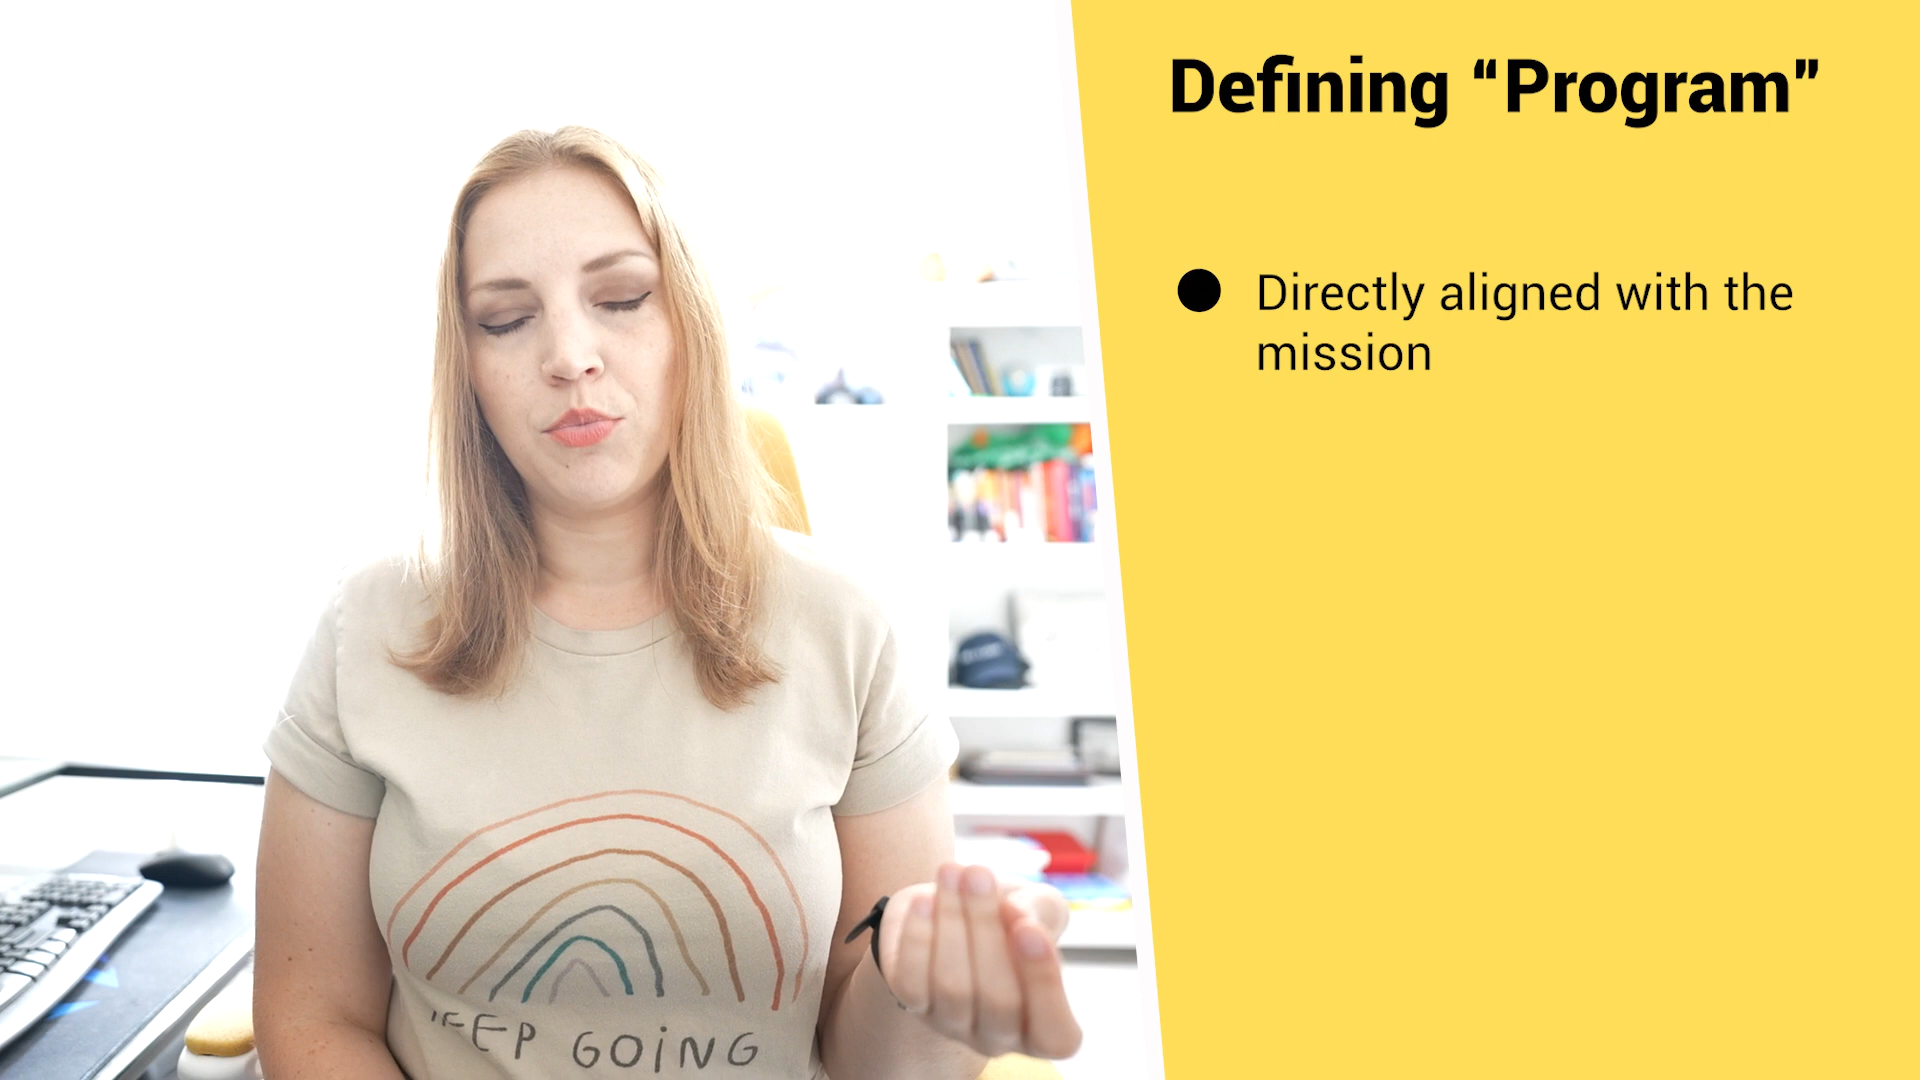 Defining “Program”
Directly aligned with the
mission
GOiNG